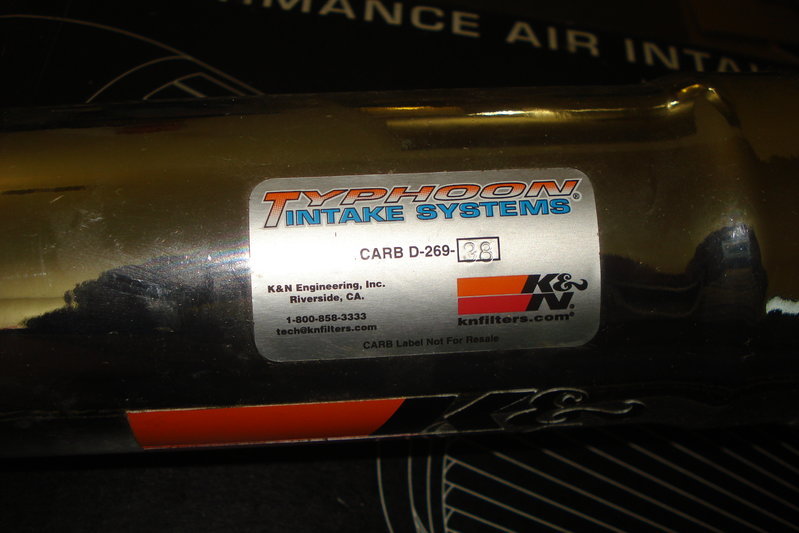 RMANCE AIR INTA
TYPHOON®
INTAKE SYSTEMS
CARB D-269-38
K&N Engineering, Inc.
Riverside, CA.
1-800-858-3333
tech@knfilters.com
K&N®
knfilters.com®
CARB Label Not For Resale
K&